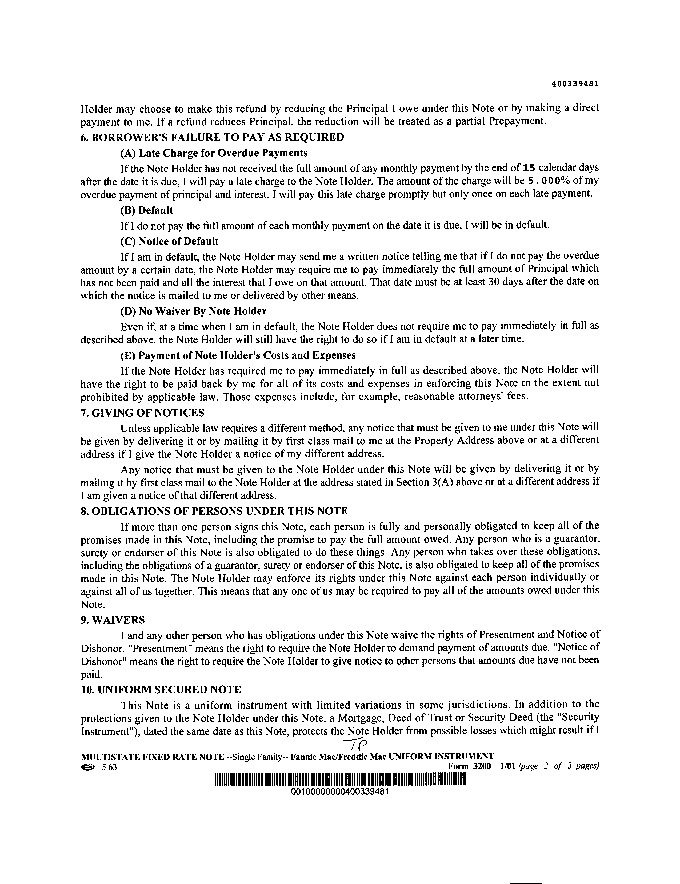 400339481
Holder may choose to make this refund by reducing the Principal I owe under this Note or by making a direct
payment to me. If a refund reduces Principal, the reduction will be treated as a partial Prepayment.
6. BORROWER'S FAILURE TO PAY AS REQUIRED
(A) Late Charge for Overdue Payments
If the Note Holder has not received the full amount of any monthly payment by the end of 15 calendar days
after the date it is due, I will pay a late charge to the Note Holder. The amount of the charge will be 5.000% of my
overdue payment of principal and interest. I will pay this late charge promptly but only once on each late payment.
(B) Default
If I do not pay the full amount of each monthly payment on the date it is due, I will be in default.
(C) Notice of Default
If I am in default, the Note Holder may send me a written notice telling me that if I do not pay the overdue
amount by a certain date, the Note Holder may require me to pay immediately the full amount of Principal which
has not been paid and all the interest that I owe on that amount. That date must be at least 30 days after the date on
which the notice is mailed to me or delivered by other means.
(D) No Waiver By Note Holder
Even if, at a time when I am in default, the Note Holder does not require me to pay immediately in full as
described above, the Note Holder will still have the right to do so if I am in default at a later time.
(E) Payment of Note Holder's Costs and Expenses
If the Note Holder has required me to pay immediately in full as described above, the Note Holder will
have the right to be paid back by me for all of its costs and expenses in enforcing this Note to the extent not
prohibited by applicable law. Those expenses include, for example, reasonable attorneys' fees.
7. GIVING OF NOTICES
Unless applicable law requires a different method, any notice that must be given to me under this Note will
be given by delivering it or by mailing it by first class mail to me at the Property Address above or at a different
address if I give the Note Holder a notice of my different address.
Any notice that must be given to the Note Holder under this Note will be given by delivering it or by
mailing it by first class mail to the Note Holder at the address stated in Section 3(A) above or at a different address if
I am given a notice of that different address.
8. OBLIGATIONS OF PERSONS UNDER THIS NOTE
If more than one person signs this Note, each person is fully and personally obligated to keep all of the
promises made in this Note, including the promise to pay the full amount owed. Any person who is a guarantor,
surety or endorser of this Note is also obligated to do these things. Any person who takes over these obligations,
including the obligations of a guarantor, surety or endorser of this Note, is also obligated to keep all of the promises
made in this Note. The Note Holder may enforce its rights under this Note against each person individually or
against all of us together. This means that any one of us may be required to pay all of the amounts owed under this
Note.
9. WAIVERS
I and any other person who has obligations under this Note waive the rights of Presentment and Notice of
Dishonor. "Presentment" means the right to require the Note Holder to demand payment of amounts due. "Notice of
Dishonor" means the right to require the Note Holder to give notice to other persons that amounts due have not been
paid.
10. UNIFORM SECURED NOTE
This Note is a uniform instrument with limited variations in some jurisdictions. In addition to the
protections given to the Note Holder under this Note, a Mortgage, Deed of Trust or Security Deed (the "Security
Instrument"), dated the same date as this Note, protects the Note Holder from possible losses which might result if I
MULTISTATE FIXED RATE NOTE --Single Family-- Fannie Mae/Freddie Mac UNIFORM INSTRUMENT
5.63 Form 3200 1/01 (page 2 of 3 pages)
00100000000400339481